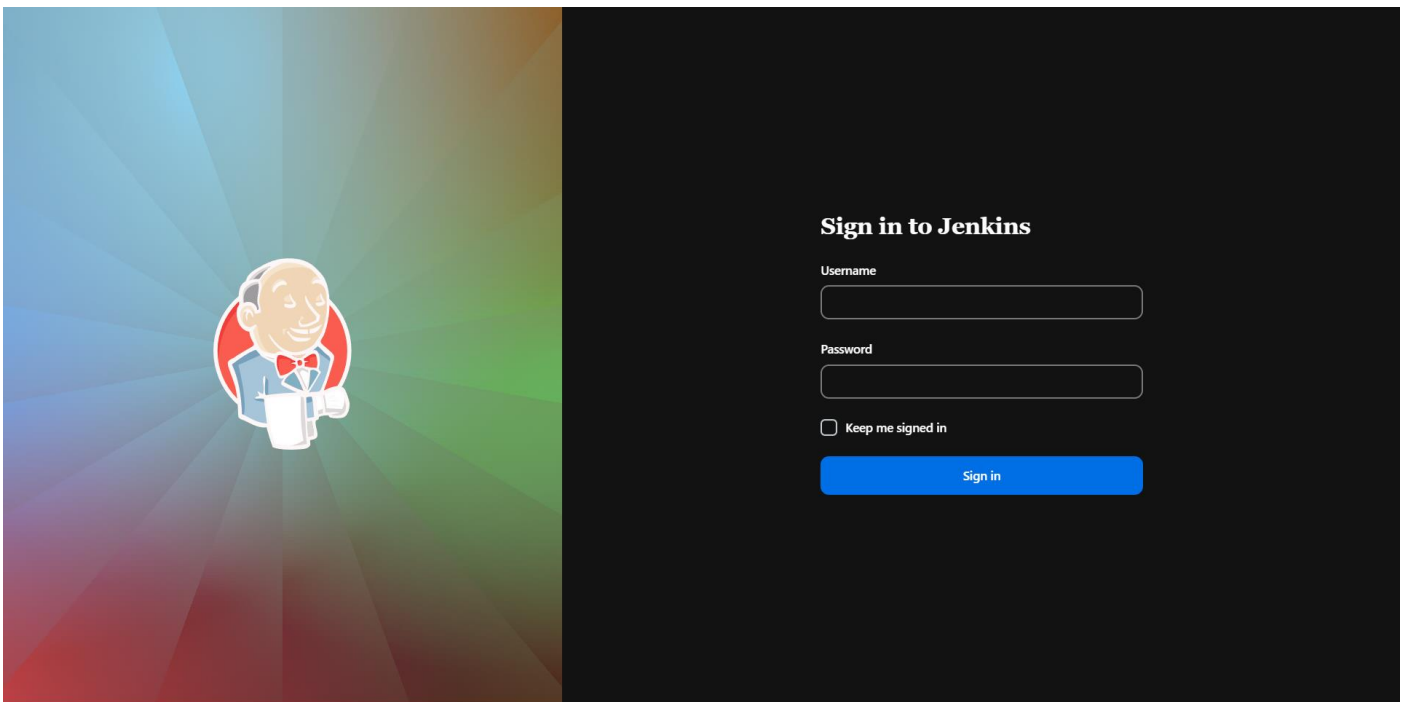 Sign in to Jenkins
Username
Password
Keep me signed in
Sign in